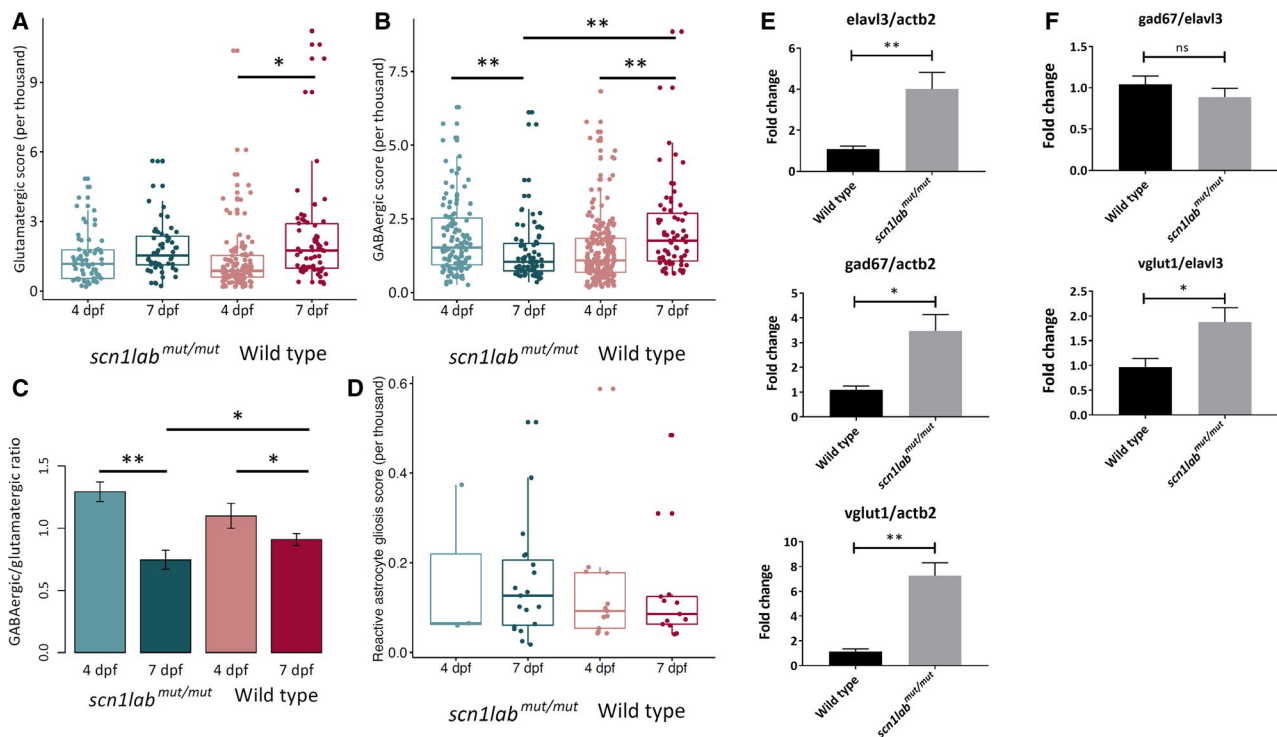 A
Glutamatergic score (per thousand)
9
6
3
0
*
4 dpf 7 dpf 4 dpf 7 dpf
scn1lab mut/mut Wild type
B
GABAergic score (per thousand)
7.5
5.0
2.5
0.0
**
**
**
4 dpf 7 dpf 4 dpf 7 dpf
scn1lab mut/mut Wild type
C
GABAergic/glutamatergic ratio
1.5
1.0
0.5
0.0
*
**
*
4 dpf 7 dpf 4 dpf 7 dpf
scn1lab mut/mut Wild type
D
Reactive astrocyte gliosis score (per thousand)
0.6
0.4
0.2
0.0
4 dpf 7 dpf 4 dpf 7 dpf
scn1lab mut/mut Wild type
E
elavl3/actb2
Fold change
6
4
2
0
**
Wild type
scn1lab mut/mut
gad67/actb2
Fold change
5
4
3
2
1
0
*
Wild type
scn1lab mut/mut
vglut1/actb2
Fold change
10
8
6
4
2
0
**
Wild type
scn1lab mut/mut
F
gad67/elavl3
Fold change
1.5
1.0
0.5
0.0
ns
Wild type
scn1lab mut/mut
vglut1/elavl3
Fold change
2.5
2.0
1.5
1.0
0.5
0.0
*
Wild type
scn1lab mut/mut